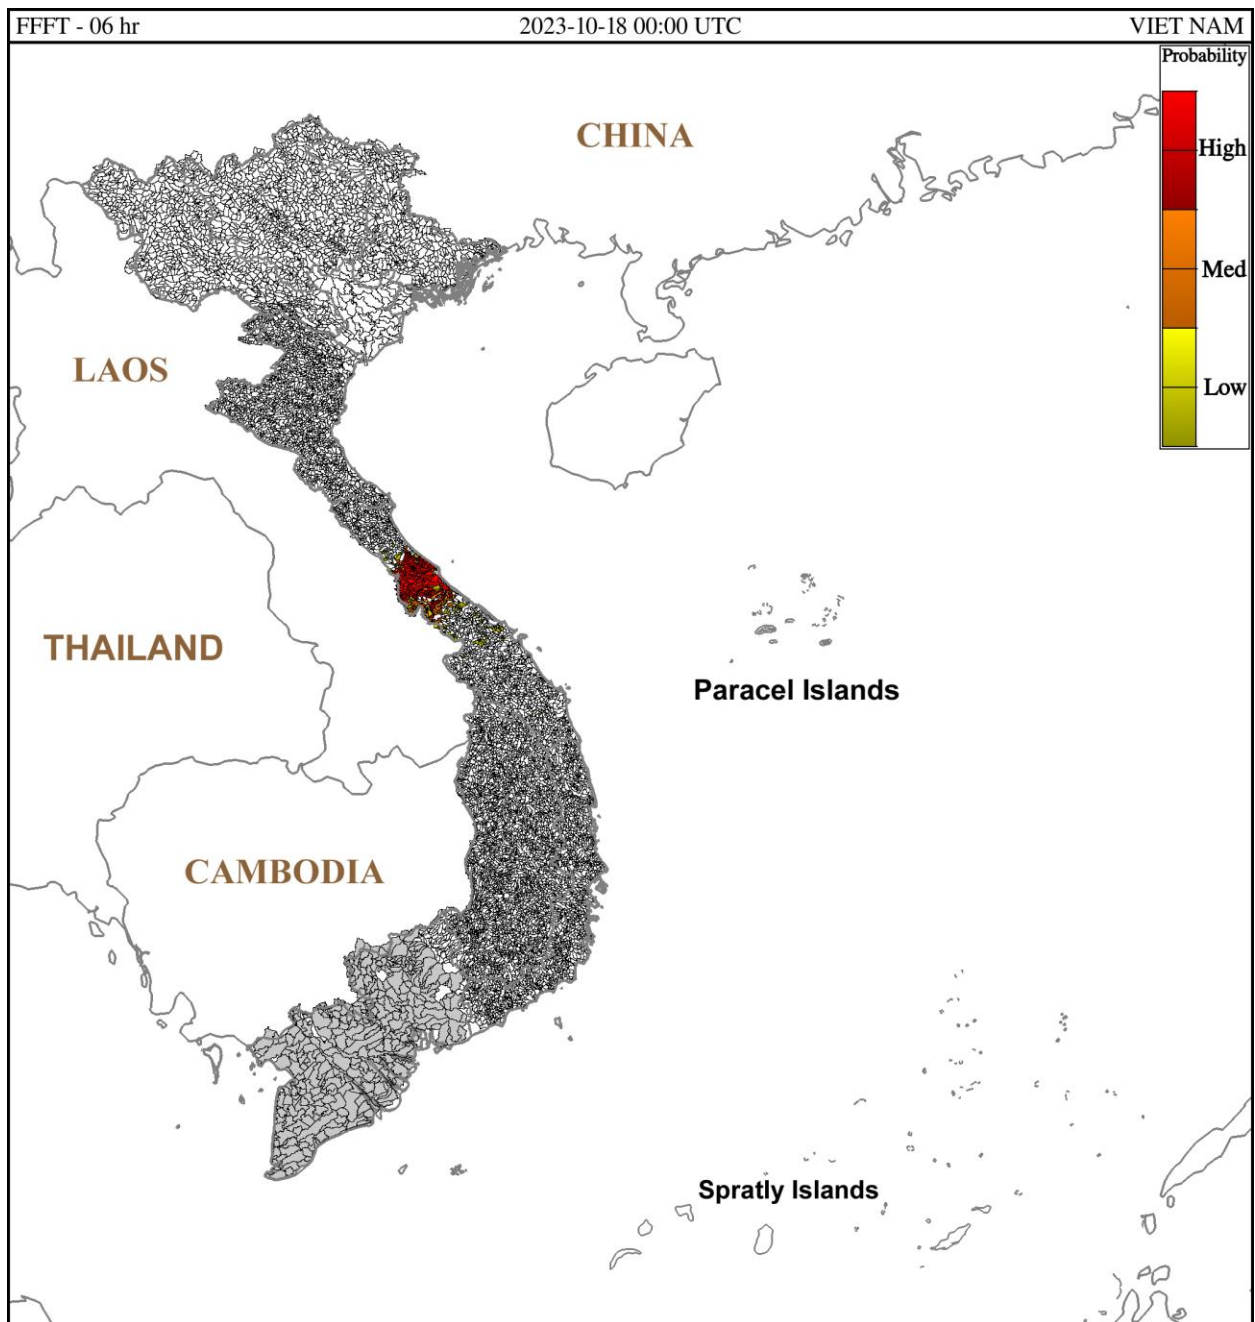 FFFT - 06 hr
2023-10-18 00:00 UTC
VIET NAM
Probability
High
Med
Low
CHINA
LAOS
THAILAND
Paracel Islands
CAMBODIA
Spratly Islands